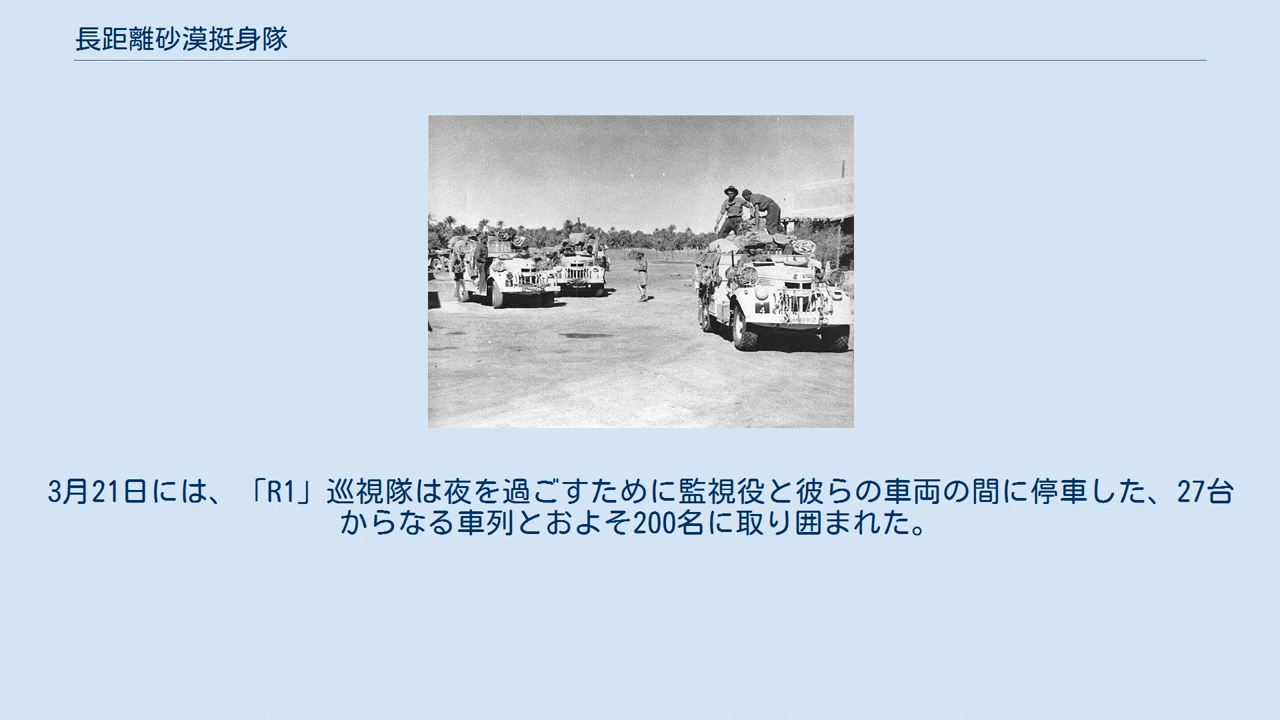 長距離砂漠挺身隊
3月21日には、「R1」巡視隊は夜を過ごすために監視役と彼らの車両の間に停車した、27台
からなる車列とおよそ200名に取り囲まれた。